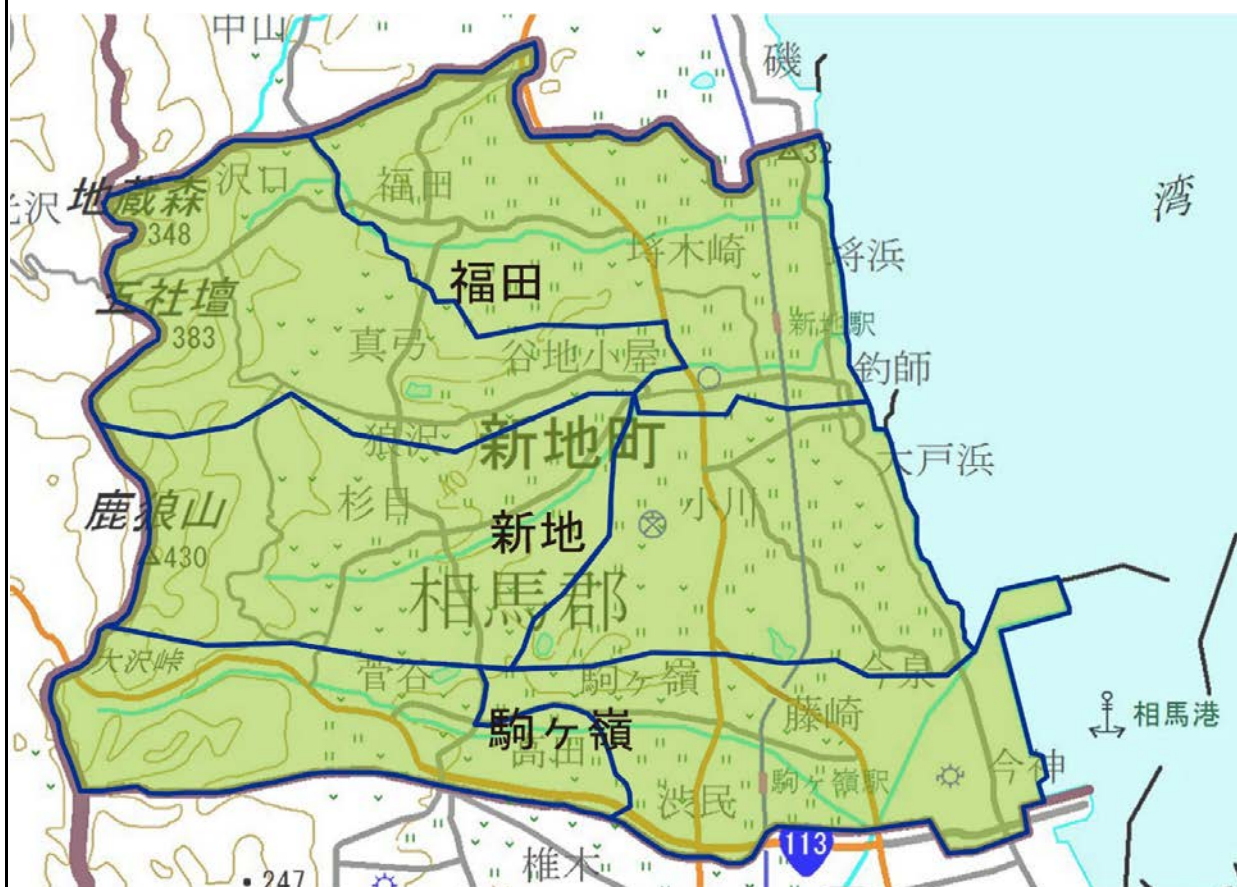 中山
磯
32
沢口
福田
地蔵森
348
湾
埓木崎
埓浜
福田
五社壇
383
真弓
谷地小屋
新地駅
釣師
狼沢
新地町
大戸浜
鹿狼山
430
杉目
40
小川
新地
相馬郡
大沢峠
菅谷
駒ヶ嶺
今泉
藤崎
相馬港
駒ヶ嶺
高田
渋民
駒ヶ嶺駅
今神
113
椎木
247